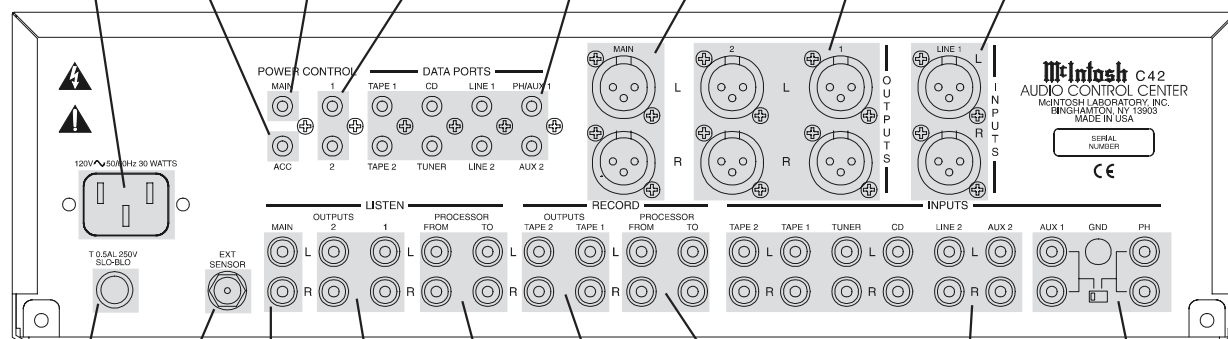 MAIN 2 1 LINE 1 L
McIntosh C42
AUDIO CONTROL CENTER
McINTOSH LABORATORY, INC.
BINGHAMTON, NY 13903
MADE IN USA
SERIAL
NUMBER
CE
L L
R R R
OUTPUTS
INPUTS
POWER CONTROL DATA PORTS
MAIN 1 TAPE 1 CD LINE 1 PH/AUX 1
ACC 2 TAPE 2 TUNER LINE 2 AUX 2
120V 50/60Hz 30 WATTS
LISTEN RECORD INPUTS
OUTPUTS PROCESSOR OUTPUTS PROCESSOR
MAIN 2 1 FROM TO TAPE 2 TAPE 1 FROM TO TAPE 2 TAPE 1 TUNER CD LINE 2 AUX 2 AUX 1 GND PH
L L L L L L L
R R R R R R R
T 0.5AL 250V
SLO-BLO
EXT
SENSOR